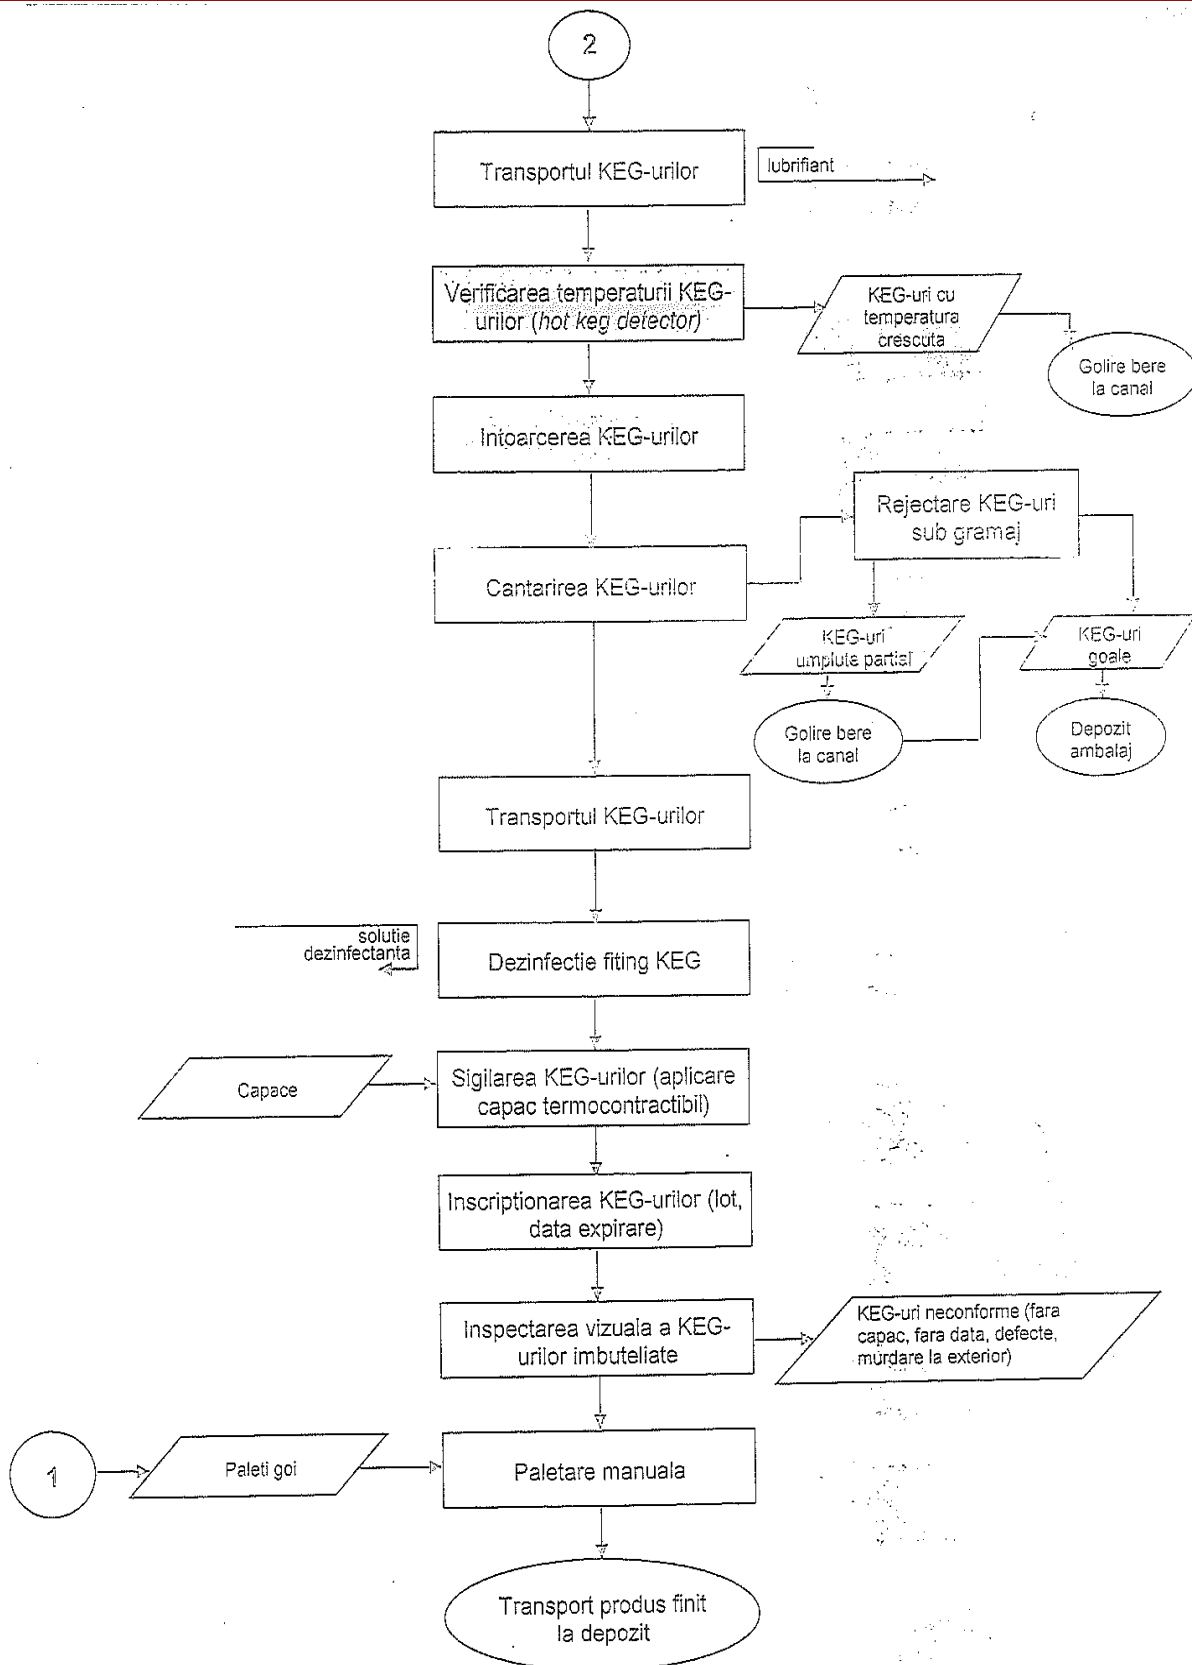 2
Transportul KEG-urilor
lubrifiant
Verificarea temperaturii KEG-
urilor (hot keg detector)
KEG-uri cu
temperatura
crescuta
Golire bere
la canal
Intoarcerea KEG-urilor
Rejectare KEG-uri
sub gramaj
Cantarirea KEG-urilor
KEG-uri
umplute partial
KEG-uri
goale
Golire bere
la canal
Depozit
ambalaj
Transportul KEG-urilor
solutie
dezinfectanta
Dezinfectie fiting KEG
Capace
Sigilarea KEG-urilor (aplicare
capac termocontractibil)
Inscriptionarea KEG-urilor (lot,
data expirare)
Inspectarea vizuala a KEG-
urilor imbuteliate
KEG-uri neconforme (fara
capac, fara data, defecte,
murdare la exterior)
1
Paleti goi
Paletare manuala
Transport produs finit
la depozit